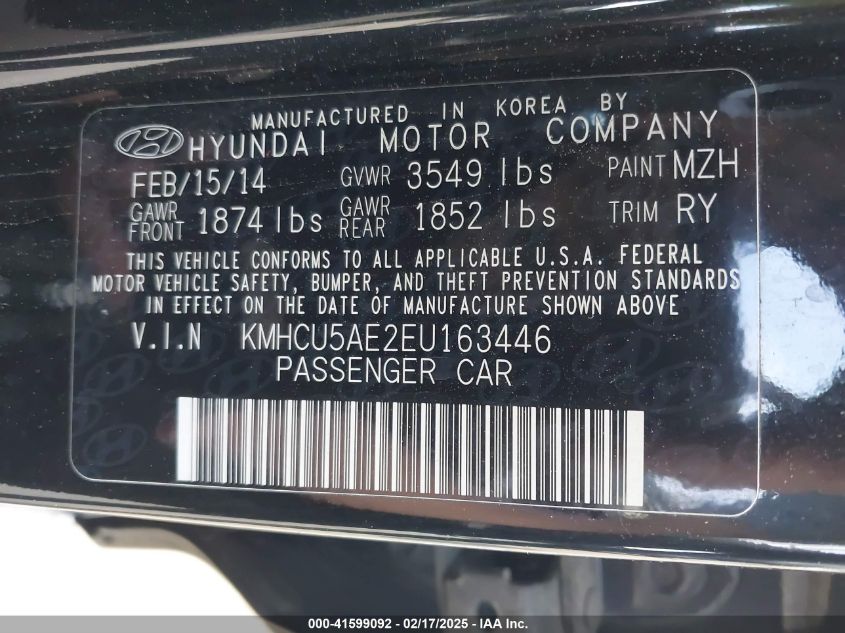 MANUFACTURED IN KOREA BY
HYUNDAI MOTOR COMPANY
FEB/15/14 GVWR 3549 lbs PAINT MZH
GAWR FRONT 1874 lbs GAWR REAR 1852 lbs TRIM RY
THIS VEHICLE CONFORMS TO ALL APPLICABLE U.S.A. FEDERAL
MOTOR VEHICLE SAFETY, BUMPER, AND THEFT PREVENTION STANDARDS
IN EFFECT ON THE DATE OF MANUFACTURE SHOWN ABOVE
V.I.N KMHCU5AE2EU163446
PASSENGER CAR
000-41599092 - 02/17/2025 - IAA Inc.